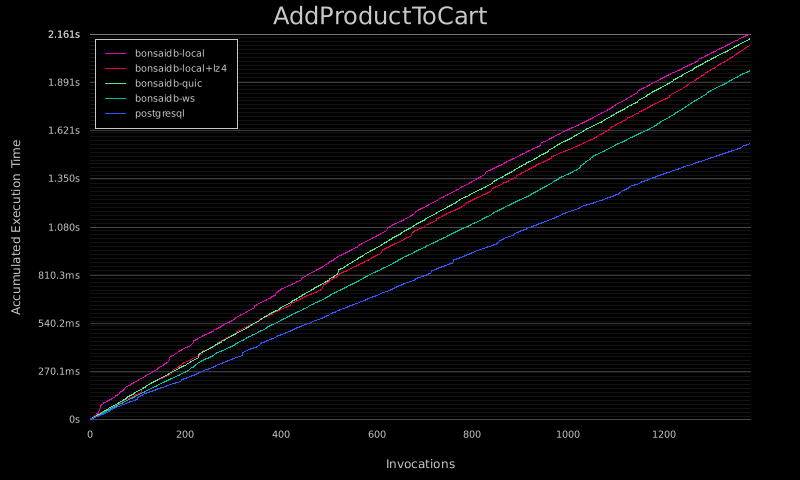 AddProductToCart
2.161s
1.891s
1.621s
1.350s
1.080s
810.3ms
540.2ms
270.1ms
0s
bonsaidb-local
bonsaidb-local+lz4
bonsaidb-quic
bonsaidb-ws
postgresql
Accumulated Execution Time
0 200 400 600 800 1000 1200
Invocations